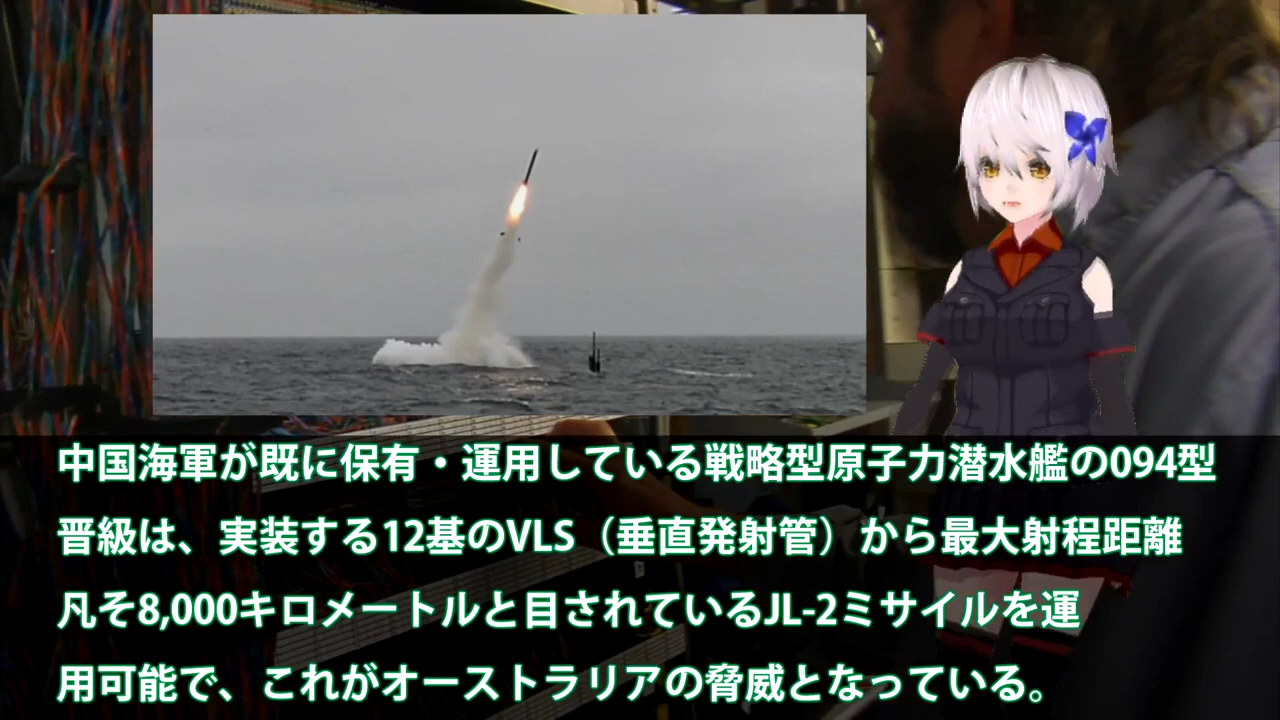 中国海軍が既に保有・運用している戦略型原子力潜水艦の094型
晋級は、実装する12基のVLS（垂直発射管）から最大射程距離
凡そ8,000キロメートルと目されているJL-2ミサイルを運
用可能で、これがオーストラリアの脅威となっている。